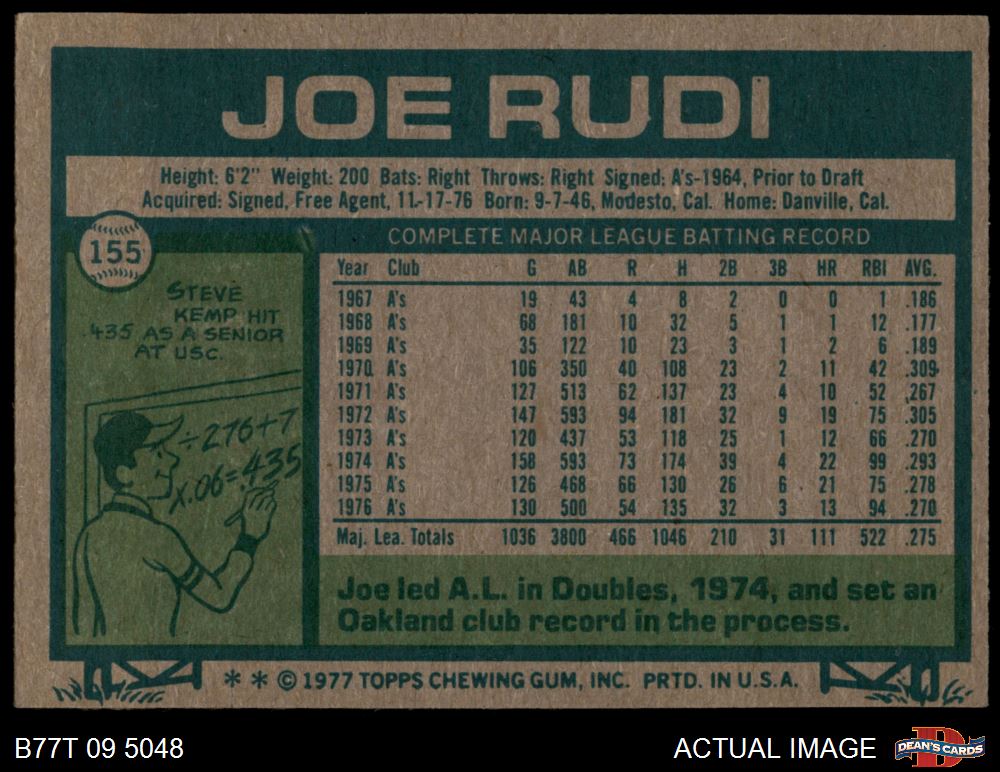 JOE RUDI
Height: 6'2" Weight: 200 Bats: Right Throws: Right Signed: A's-1964, Prior to Draft
Acquired: Signed, Free Agent, 11-17-76 Born: 9-7-46, Modesto, Cal. Home: Danville, Cal.
155
STEVE
KEMP HIT
.435 AS A SENIOR
AT USC.
÷276+7
X.06=.435
COMPLETE MAJOR LEAGUE BATTING RECORD
Year Club G AB R H 2B 3B HR RBI AVG.
1967 A's 19 43 4 8 2 0 0 1 .186
1968 A's 68 181 10 32 5 1 1 12 .177
1969 A's 35 122 10 23 3 1 2 6 .189
1970 A's 106 350 40 108 23 2 11 42 .309
1971 A's 127 513 62 137 23 4 10 52 .267
1972 A's 147 593 94 181 32 9 19 75 .305
1973 A's 120 437 53 118 25 1 12 66 .270
1974 A's 158 593 73 174 39 4 22 99 .293
1975 A's 126 468 66 130 26 6 21 75 .278
1976 A's 130 500 54 135 32 3 13 94 .270
Maj. Lea. Totals 1036 3800 466 1046 210 31 111 522 .275
Joe led A.L. in Doubles, 1974, and set an
Oakland club record in the process.
* * © 1977 TOPPS CHEWING GUM, INC. PRTD. IN U.S.A.
B77T 09 5048
ACTUAL IMAGE
D
DEAN'S CARDS